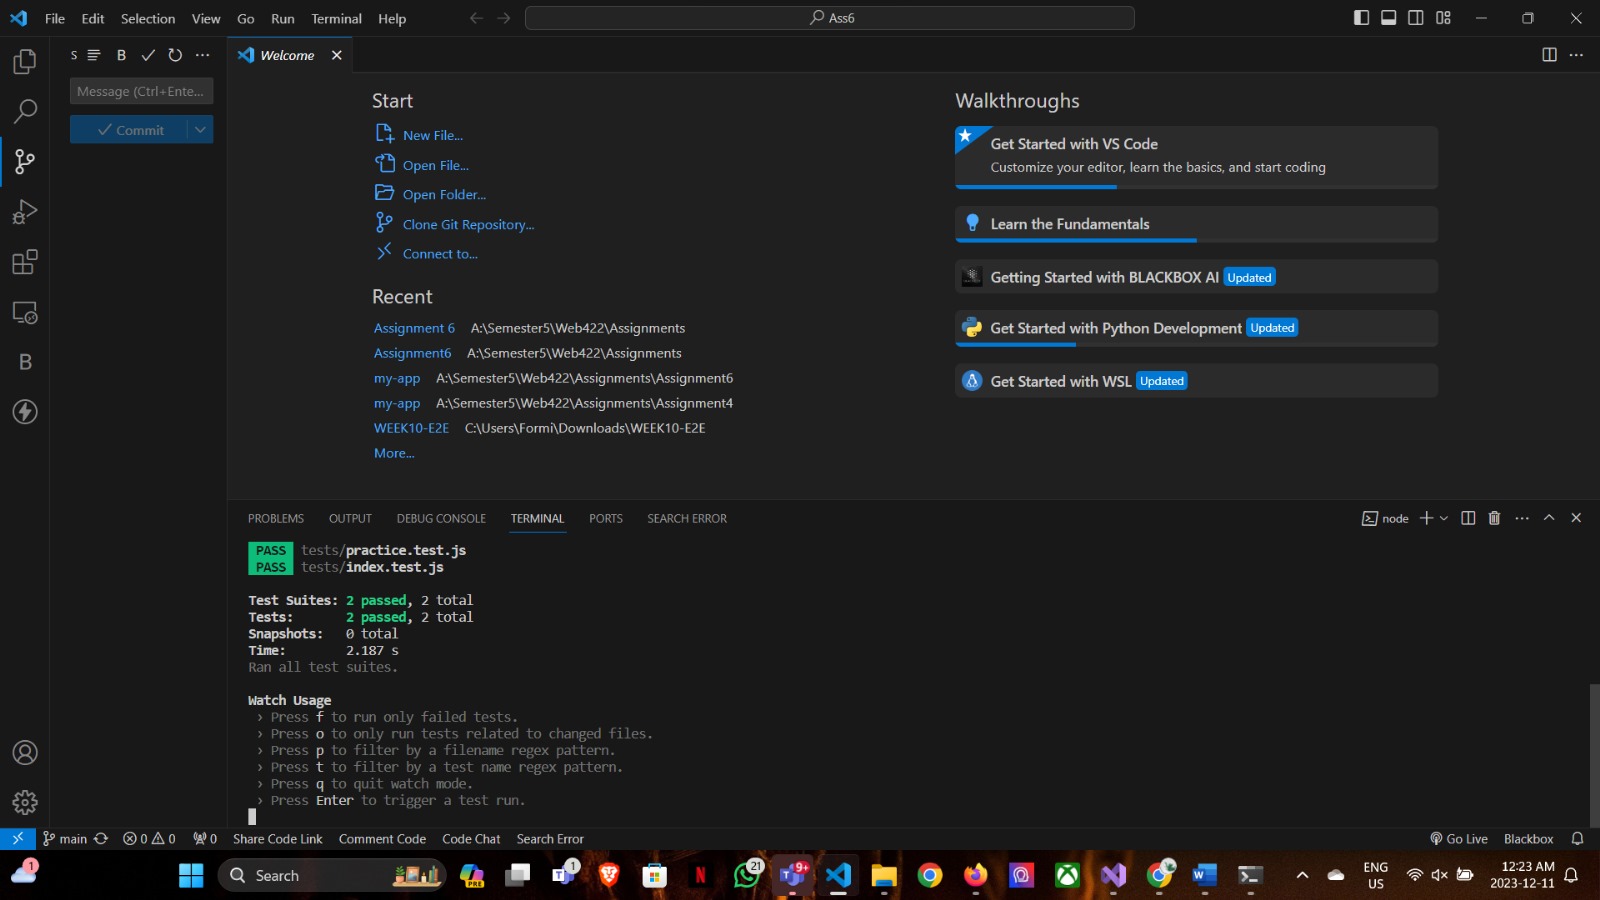 File Edit Selection View Go Run Terminal Help
Ass6
S B
Message (Ctrl+Ente...
Commit
Welcome
Start
New File...
Open File...
Open Folder...
Clone Git Repository...
Connect to...
Recent
Assignment 6 A:\Semester5\Web422\Assignments
Assignment6 A:\Semester5\Web422\Assignments
my-app A:\Semester5\Web422\Assignments\Assignment6
my-app A:\Semester5\Web422\Assignments\Assignment4
WEEK10-E2E C:\Users\Formi\Downloads\WEEK10-E2E
More...
Walkthroughs
Get Started with VS Code
Customize your editor, learn the basics, and start coding
Learn the Fundamentals
Getting Started with BLACKBOX AI Updated
Get Started with Python Development Updated
Get Started with WSL Updated
B
PROBLEMS OUTPUT DEBUG CONSOLE TERMINAL PORTS SEARCH ERROR
node
PASS tests/practice.test.js
PASS tests/index.test.js
Test Suites: 2 passed, 2 total
Tests: 2 passed, 2 total
Snapshots: 0 total
Time: 2.187 s
Ran all test suites.
Watch Usage
› Press f to run only failed tests.
› Press o to only run tests related to changed files.
› Press p to filter by a filename regex pattern.
› Press t to filter by a test name regex pattern.
› Press q to quit watch mode.
› Press Enter to trigger a test run.
main 0 0 0 Share Code Link Comment Code Code Chat Search Error Go Live Blackbox
1 Search PRE 1 21 9+ ENG US 12:23 AM
2023-12-11